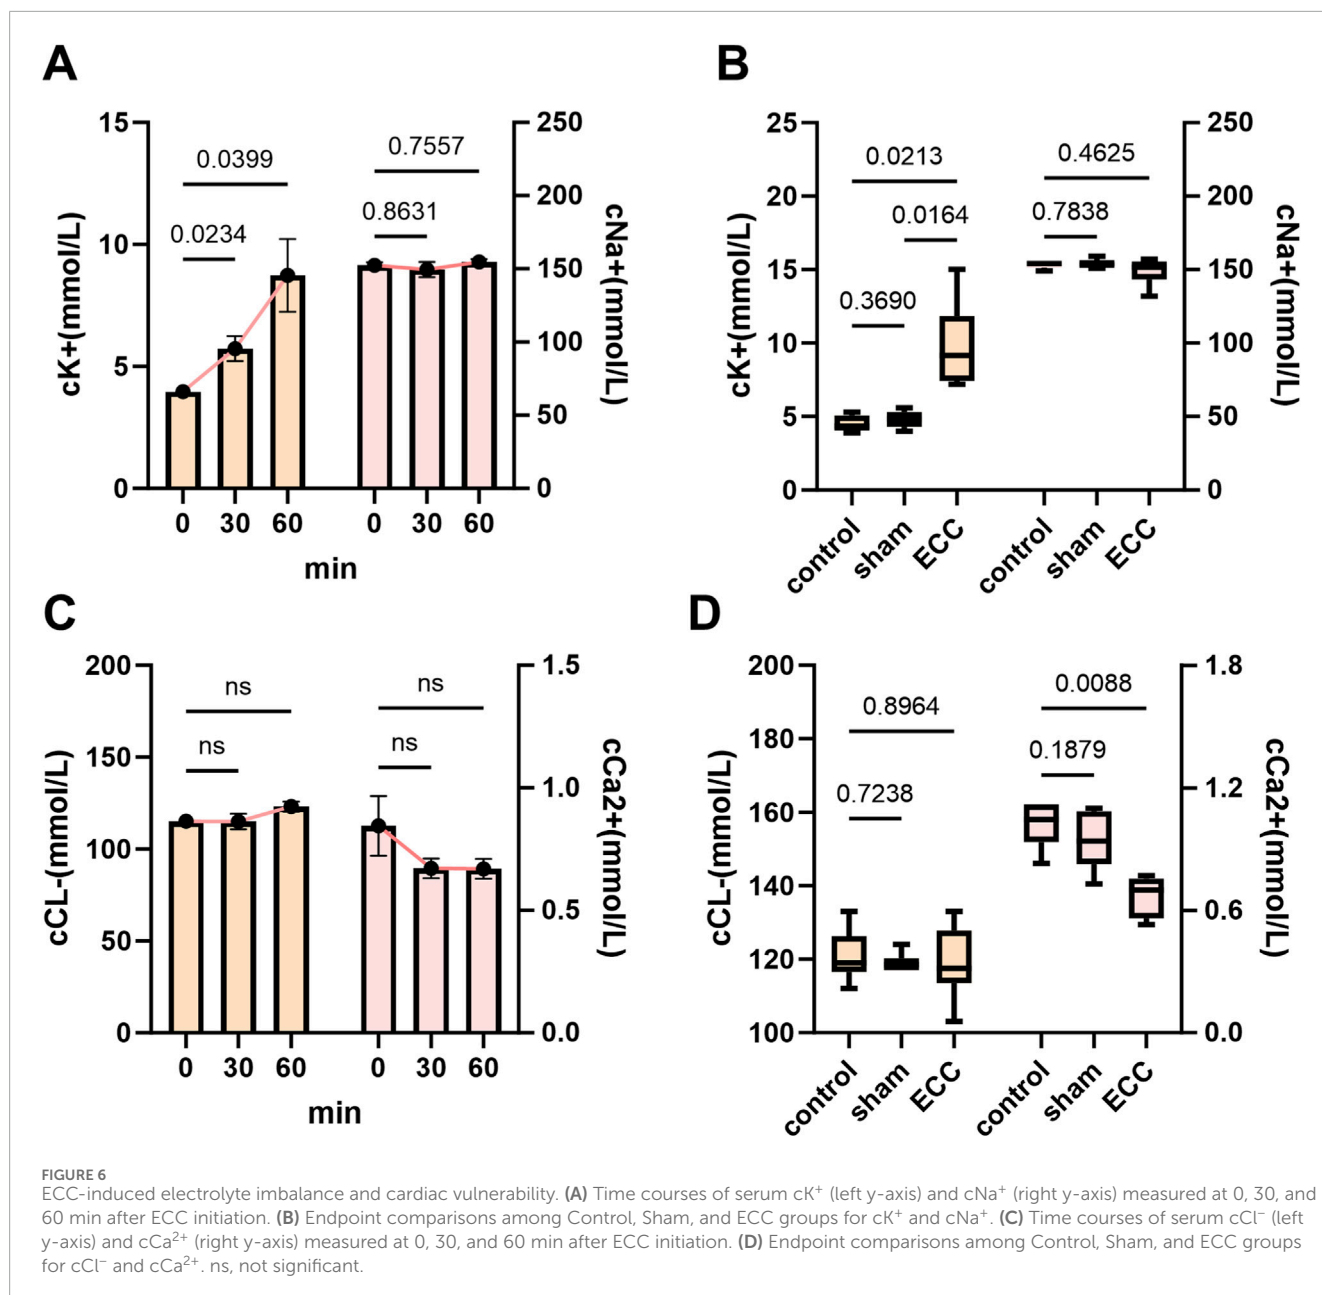 A
15
10
5
0
cK+(mmol/L)
0.0399
0.0234
0.7557
0.8631
250
200
150
100
50
0
cNa+(mmol/L)
0 30 60 0 30 60
min
B
25
20
15
10
5
0
cK+(mmol/L)
0.0213
0.0164
0.3690
0.4625
0.7838
250
200
150
100
50
0
cNa+(mmol/L)
control sham ECC control sham ECC
C
200
150
100
50
0
cCL-(mmol/L)
ns
ns
ns
ns
1.5
1.0
0.5
0.0
cCa2+(mmol/L)
0 30 60 0 30 60
min
D
200
180
160
140
120
100
cCL-(mmol/L)
0.8964
0.7238
0.0088
0.1879
1.8
1.2
0.6
0.0
cCa2+(mmol/L)
control sham ECC control sham ECC
FIGURE 6
ECC-induced electrolyte imbalance and cardiac vulnerability. (A) Time courses of serum cK⁺ (left y-axis) and cNa⁺ (right y-axis) measured at 0, 30, and
60 min after ECC initiation. (B) Endpoint comparisons among Control, Sham, and ECC groups for cK⁺ and cNa⁺. (C) Time courses of serum cCl⁻ (left
y-axis) and cCa²⁺ (right y-axis) measured at 0, 30, and 60 min after ECC initiation. (D) Endpoint comparisons among Control, Sham, and ECC groups
for cCl⁻ and cCa²⁺. ns, not significant.